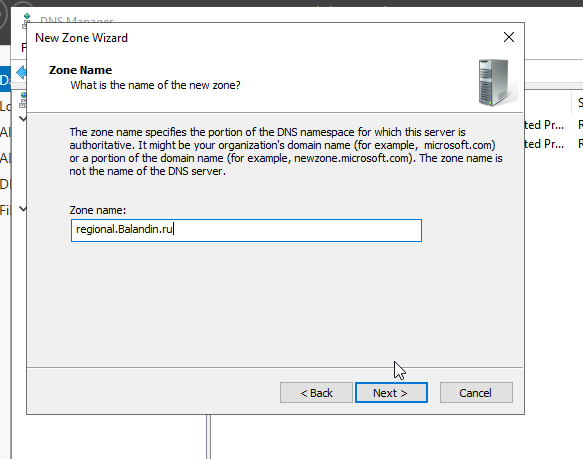 DNS Manager
New Zone Wizard
Zone Name
What is the name of the new zone?
The zone name specifies the portion of the DNS namespace for which this server is
authoritative. It might be your organization's domain name (for example, microsoft.com)
or a portion of the domain name (for example, newzone.microsoft.com). The zone name is
not the name of the DNS server.
Zone name:
regional.Balandin.ru
< Back
Next >
Cancel